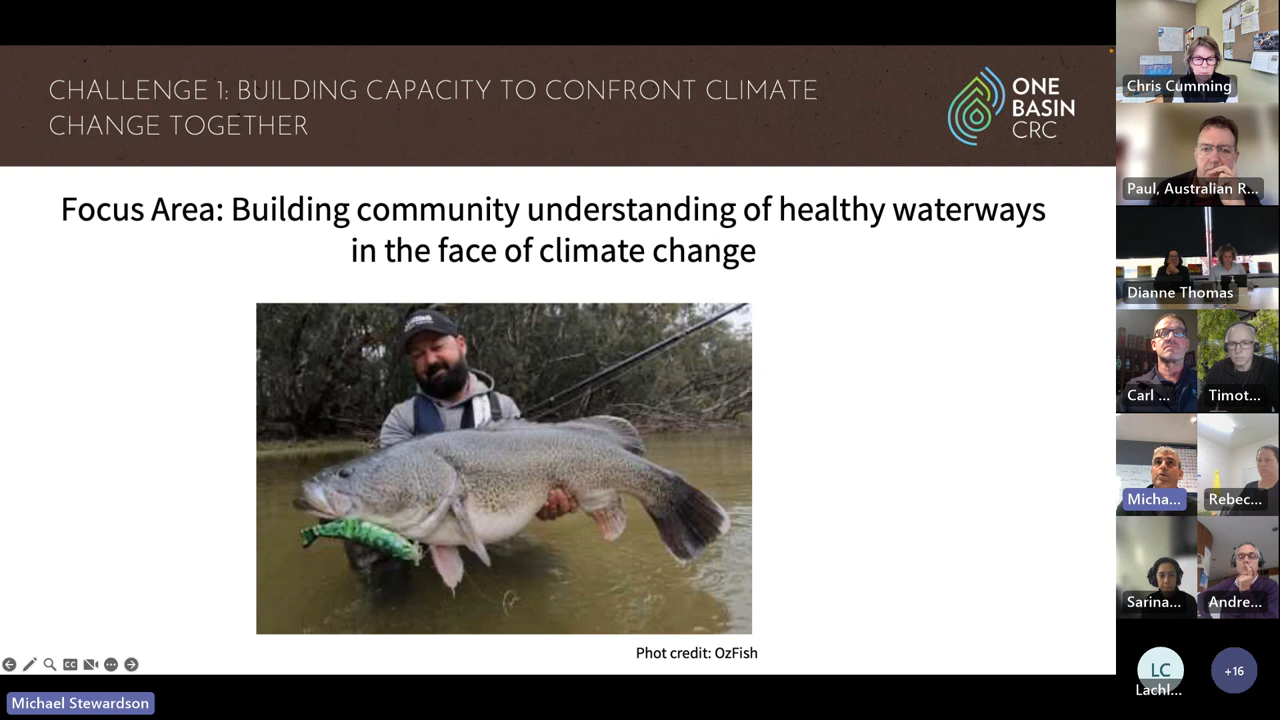 CHALLENGE 1: BUILDING CAPACITY TO CONFRONT CLIMATE
CHANGE TOGETHER
ONE
BASIN
CRC
Focus Area: Building community understanding of healthy waterways
in the face of climate change
Phot credit: OzFish
CC
Michael Stewardson
Chris Cumming
Paul, Australian R...
Dianne Thomas
Carl ...
Timot...
Micha...
Rebec...
Sarina...
Andre...
LC
Lachl...
+16